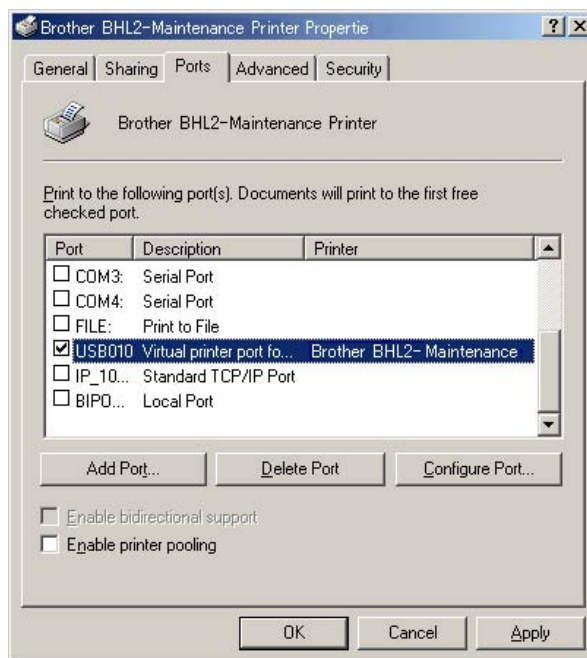 Brother BHL2-Maintenance Printer Propertie
General Sharing Ports Advanced Security
Brother BHL2-Maintenance Printer
Print to the following port(s). Documents will print to the first free
checked port.
Port Description Printer
COM3: Serial Port
COM4: Serial Port
FILE: Print to File
USB010 Virtual printer port fo... Brother BHL2- Maintenance
IP_10... Standard TCP/IP Port
BIPO... Local Port
Add Port... Delete Port Configure Port...
Enable bidirectional support
Enable printer pooling
OK Cancel Apply